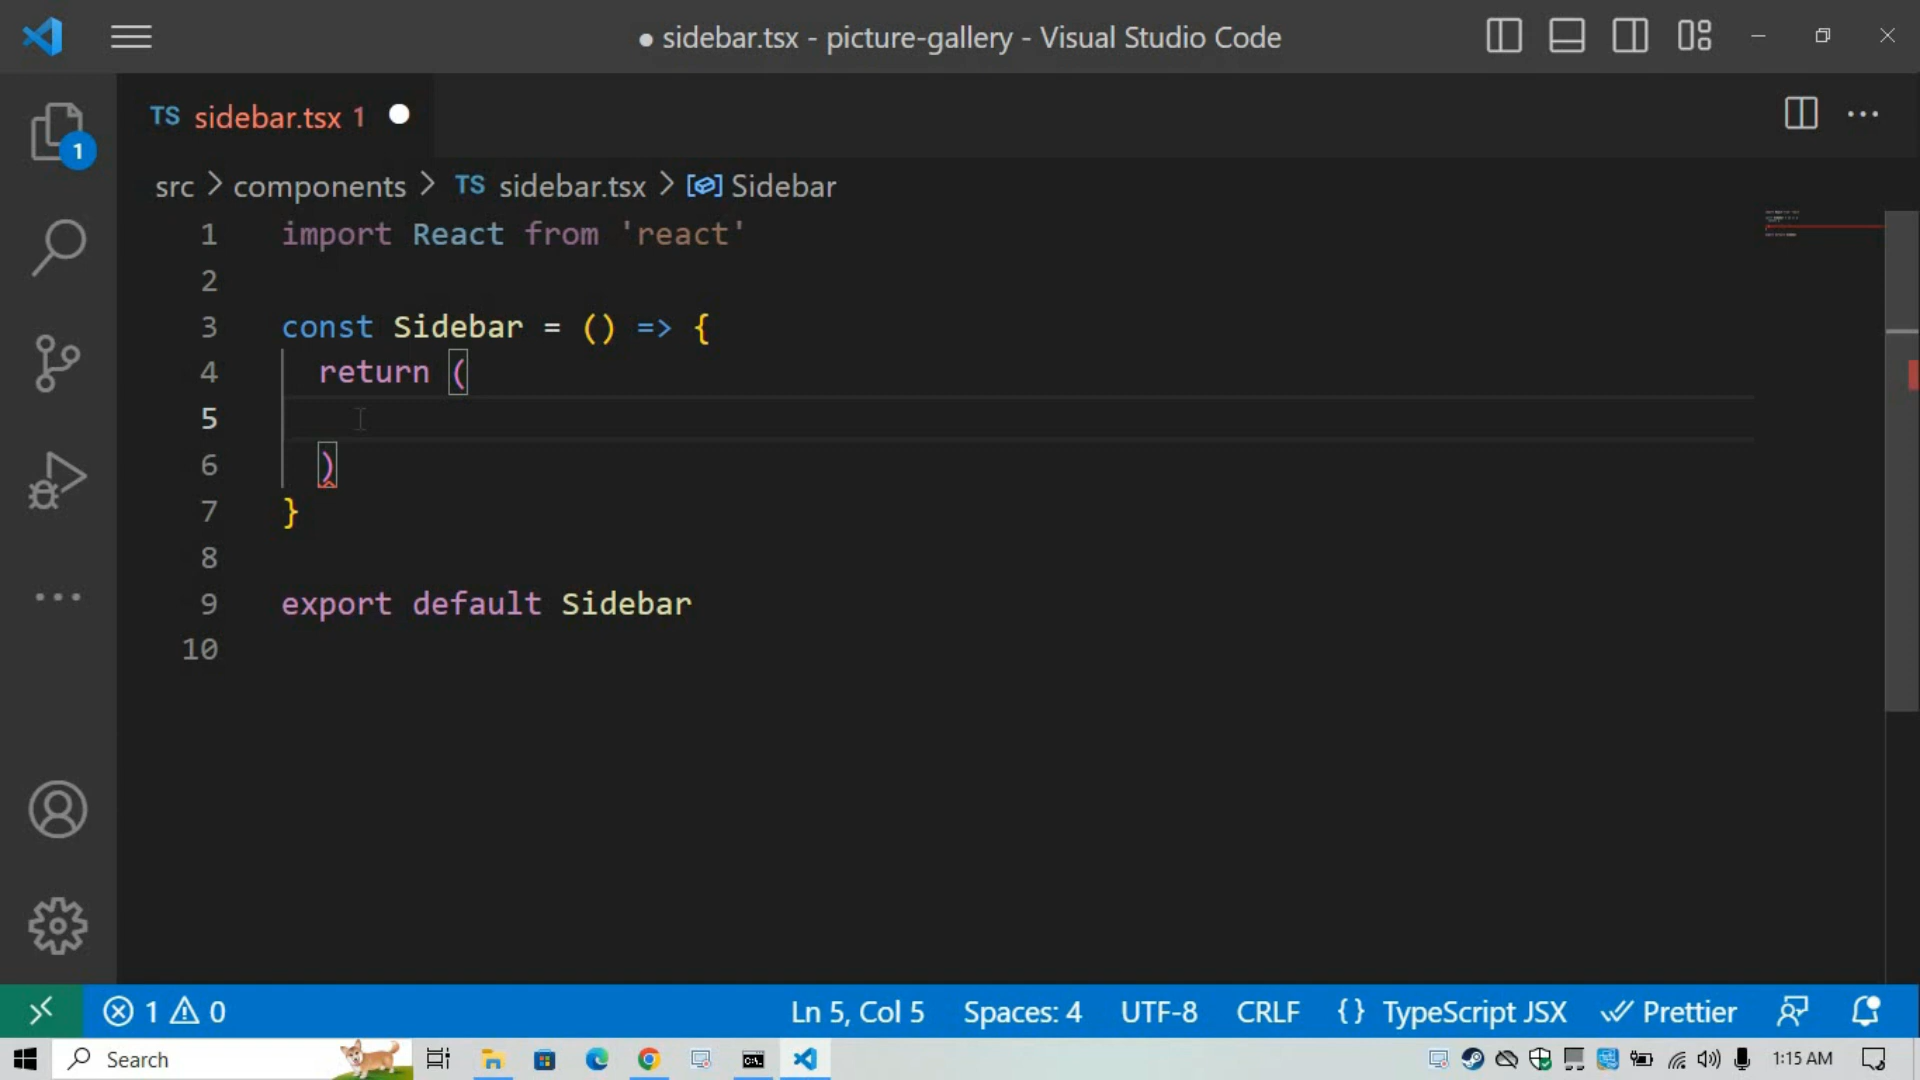 ● sidebar.tsx - picture-gallery - Visual Studio Code
TS sidebar.tsx 1
1
src > components > TS sidebar.tsx > Sidebar
1 import React from 'react'
2
3 const Sidebar = () => {
4 return (
5
6 )
7 }
8
9 export default Sidebar
10
1 0 Ln 5, Col 5 Spaces: 4 UTF-8 CRLF {} TypeScript JSX Prettier
Search 1:15 AM